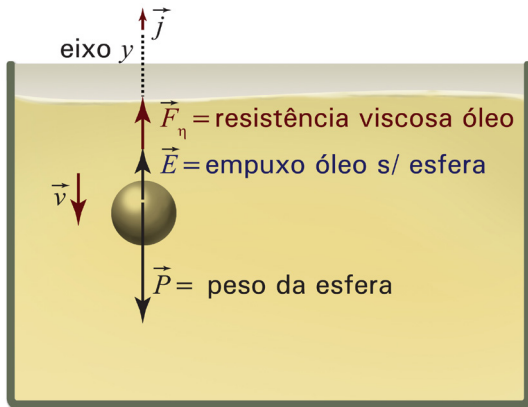 j
eixo y
F_η = resistência viscosa óleo
E = empuxo óleo s/ esfera
v
P = peso da esfera